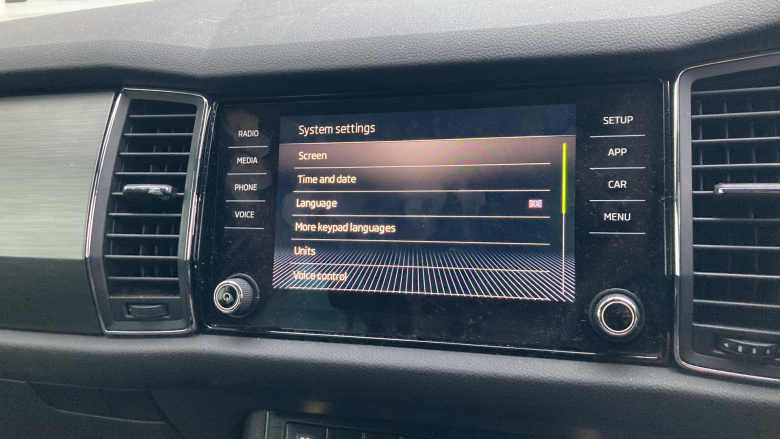 RADIO
MEDIA
PHONE
VOICE
System settings
Screen
Time and date
Language
More keypad languages
Units
Voice control
SETUP
APP
CAR
MENU